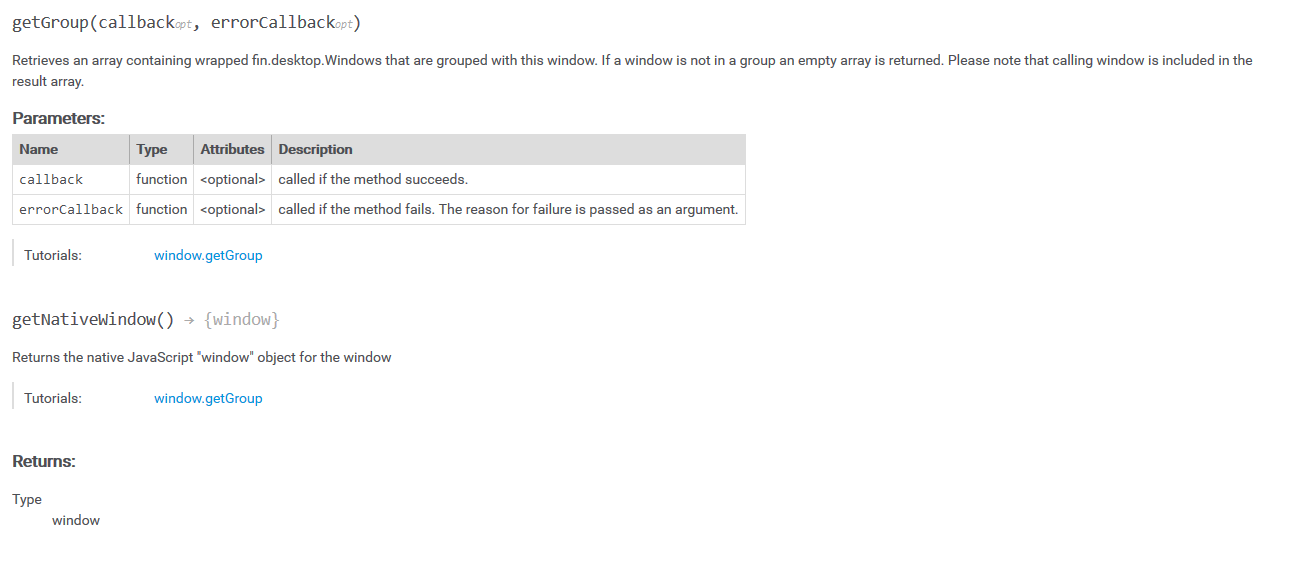 getGroup(callbackopt, errorCallbackopt)
Retrieves an array containing wrapped fin.desktop.Windows that are grouped with this window. If a window is not in a group an empty array is returned. Please note that calling window is included in the
result array.
Parameters:
Name Type Attributes Description
callback function <optional> called if the method succeeds.
errorCallback function <optional> called if the method fails. The reason for failure is passed as an argument.
Tutorials: window.getGroup
getNativeWindow() → {window}
Returns the native JavaScript "window" object for the window
Tutorials: window.getGroup
Returns:
Type
window